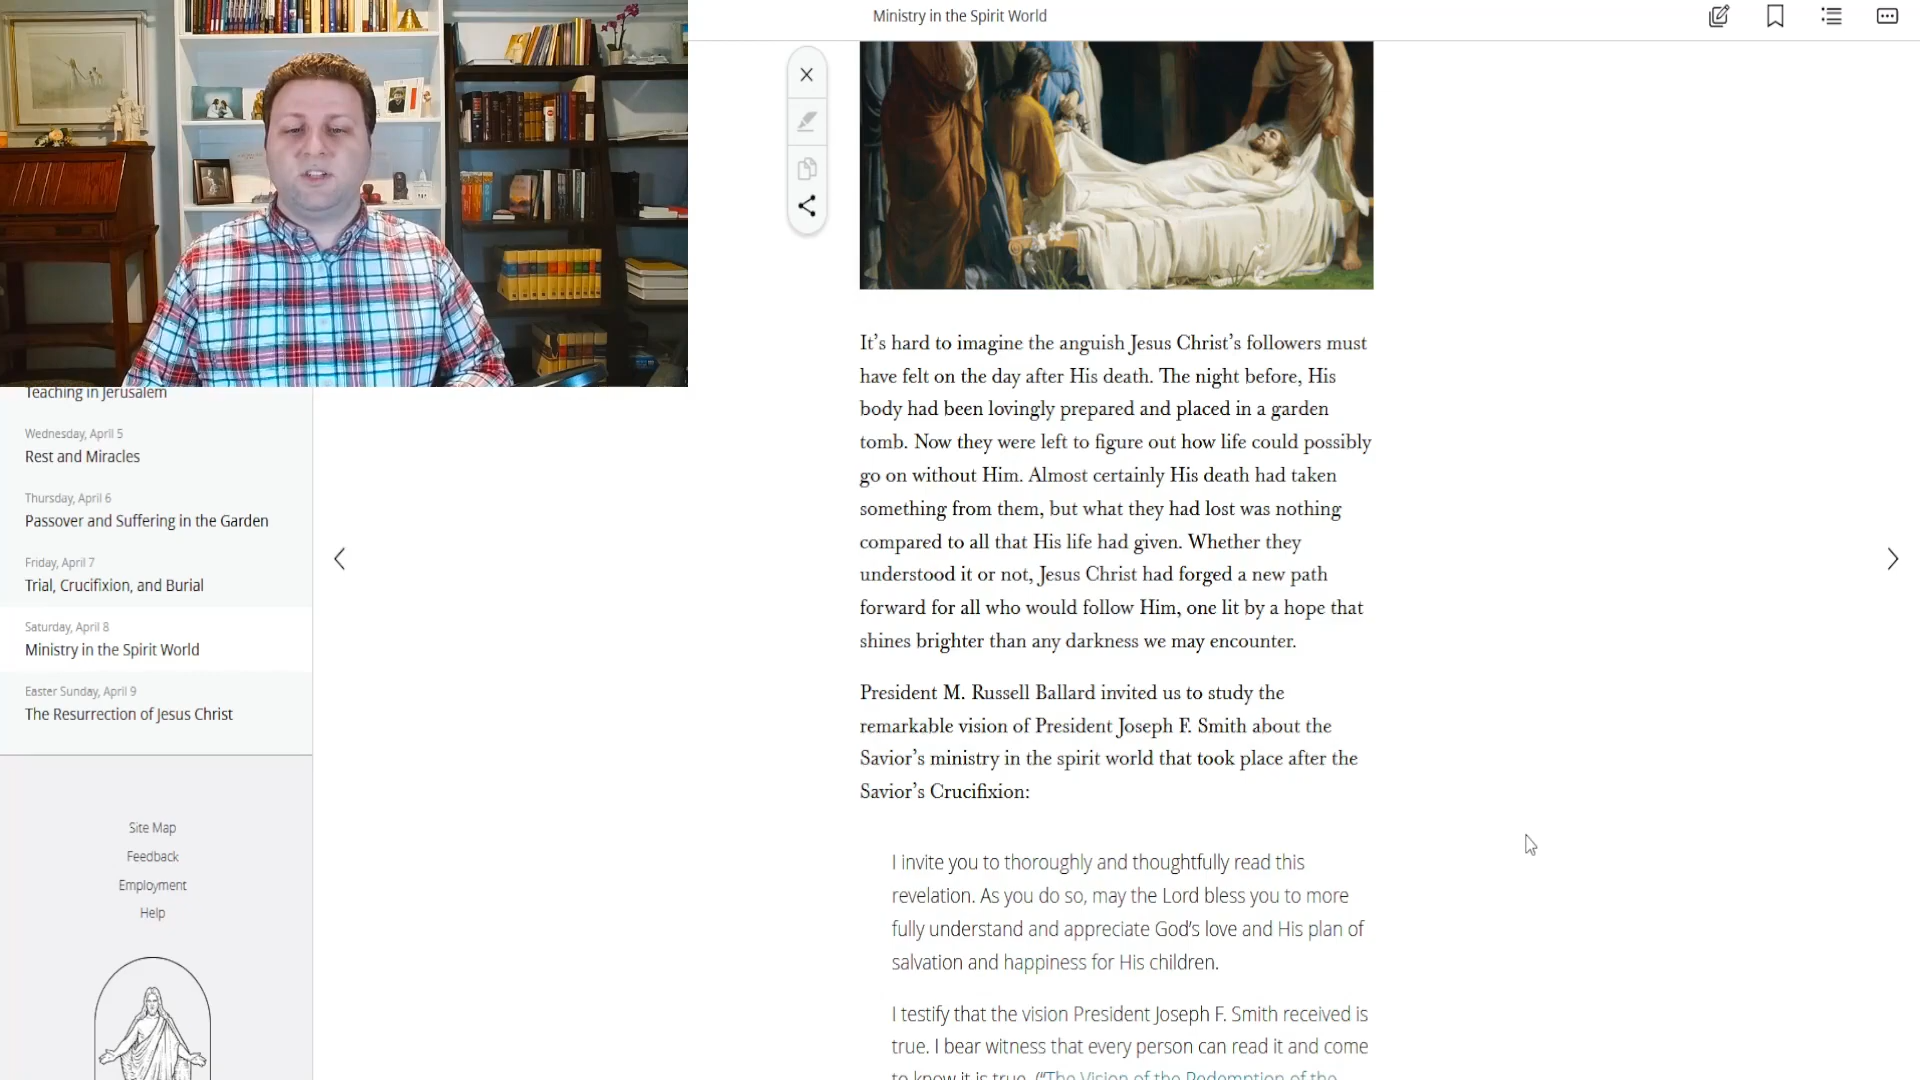 Ministry in the Spirit World
Teaching in Jerusalem
Wednesday, April 5
Rest and Miracles
Thursday, April 6
Passover and Suffering in the Garden
Friday, April 7
Trial, Crucifixion, and Burial
Saturday, April 8
Ministry in the Spirit World
Easter Sunday, April 9
The Resurrection of Jesus Christ
Site Map
Feedback
Employment
Help
It's hard to imagine the anguish Jesus Christ's followers must
have felt on the day after His death. The night before, His
body had been lovingly prepared and placed in a garden
tomb. Now they were left to figure out how life could possibly
go on without Him. Almost certainly His death had taken
something from them, but what they had lost was nothing
compared to all that His life had given. Whether they
understood it or not, Jesus Christ had forged a new path
forward for all who would follow Him, one lit by a hope that
shines brighter than any darkness we may encounter.
President M. Russell Ballard invited us to study the
remarkable vision of President Joseph F. Smith about the
Savior's ministry in the spirit world that took place after the
Savior's Crucifixion:
I invite you to thoroughly and thoughtfully read this
revelation. As you do so, may the Lord bless you to more
fully understand and appreciate God's love and His plan of
salvation and happiness for His children.
I testify that the vision President Joseph F. Smith received is
true. I bear witness that every person can read it and come
to know it is true. ("The Vision of the Redemption of the